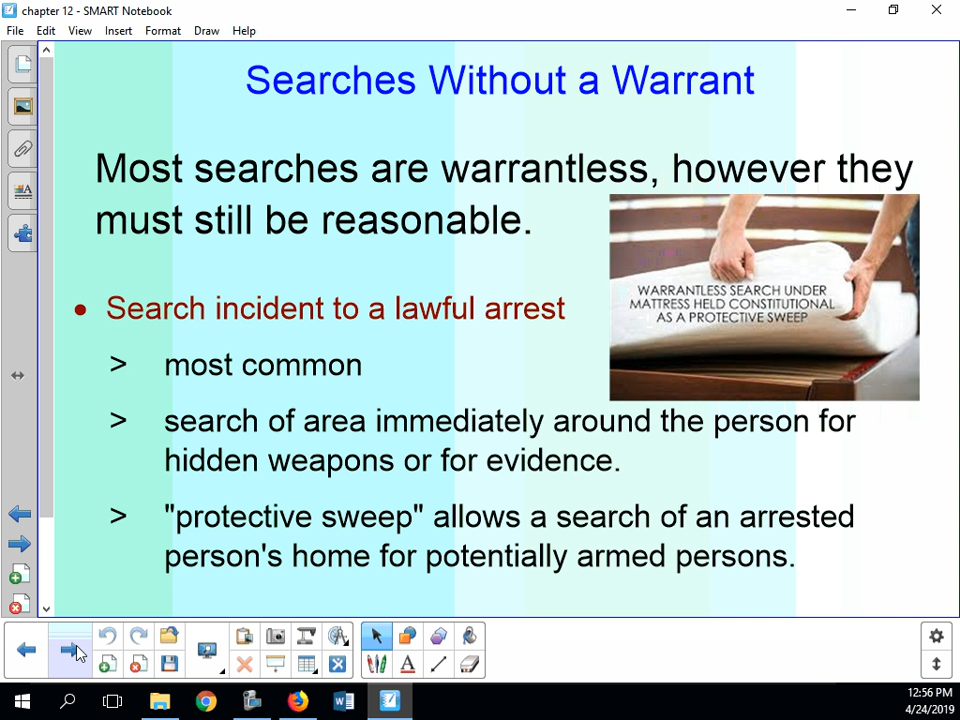 chapter 12 - SMART Notebook
File Edit View Insert Format Draw Help
Searches Without a Warrant
Most searches are warrantless, however they
must still be reasonable.
WARRANTLESS SEARCH UNDER
MATTRESS HELD CONSTITUTIONAL
AS A PROTECTIVE SWEEP
• Search incident to a lawful arrest
> most common
> search of area immediately around the person for
hidden weapons or for evidence.
> "protective sweep" allows a search of an arrested
person's home for potentially armed persons.
12:56 PM
4/24/2019